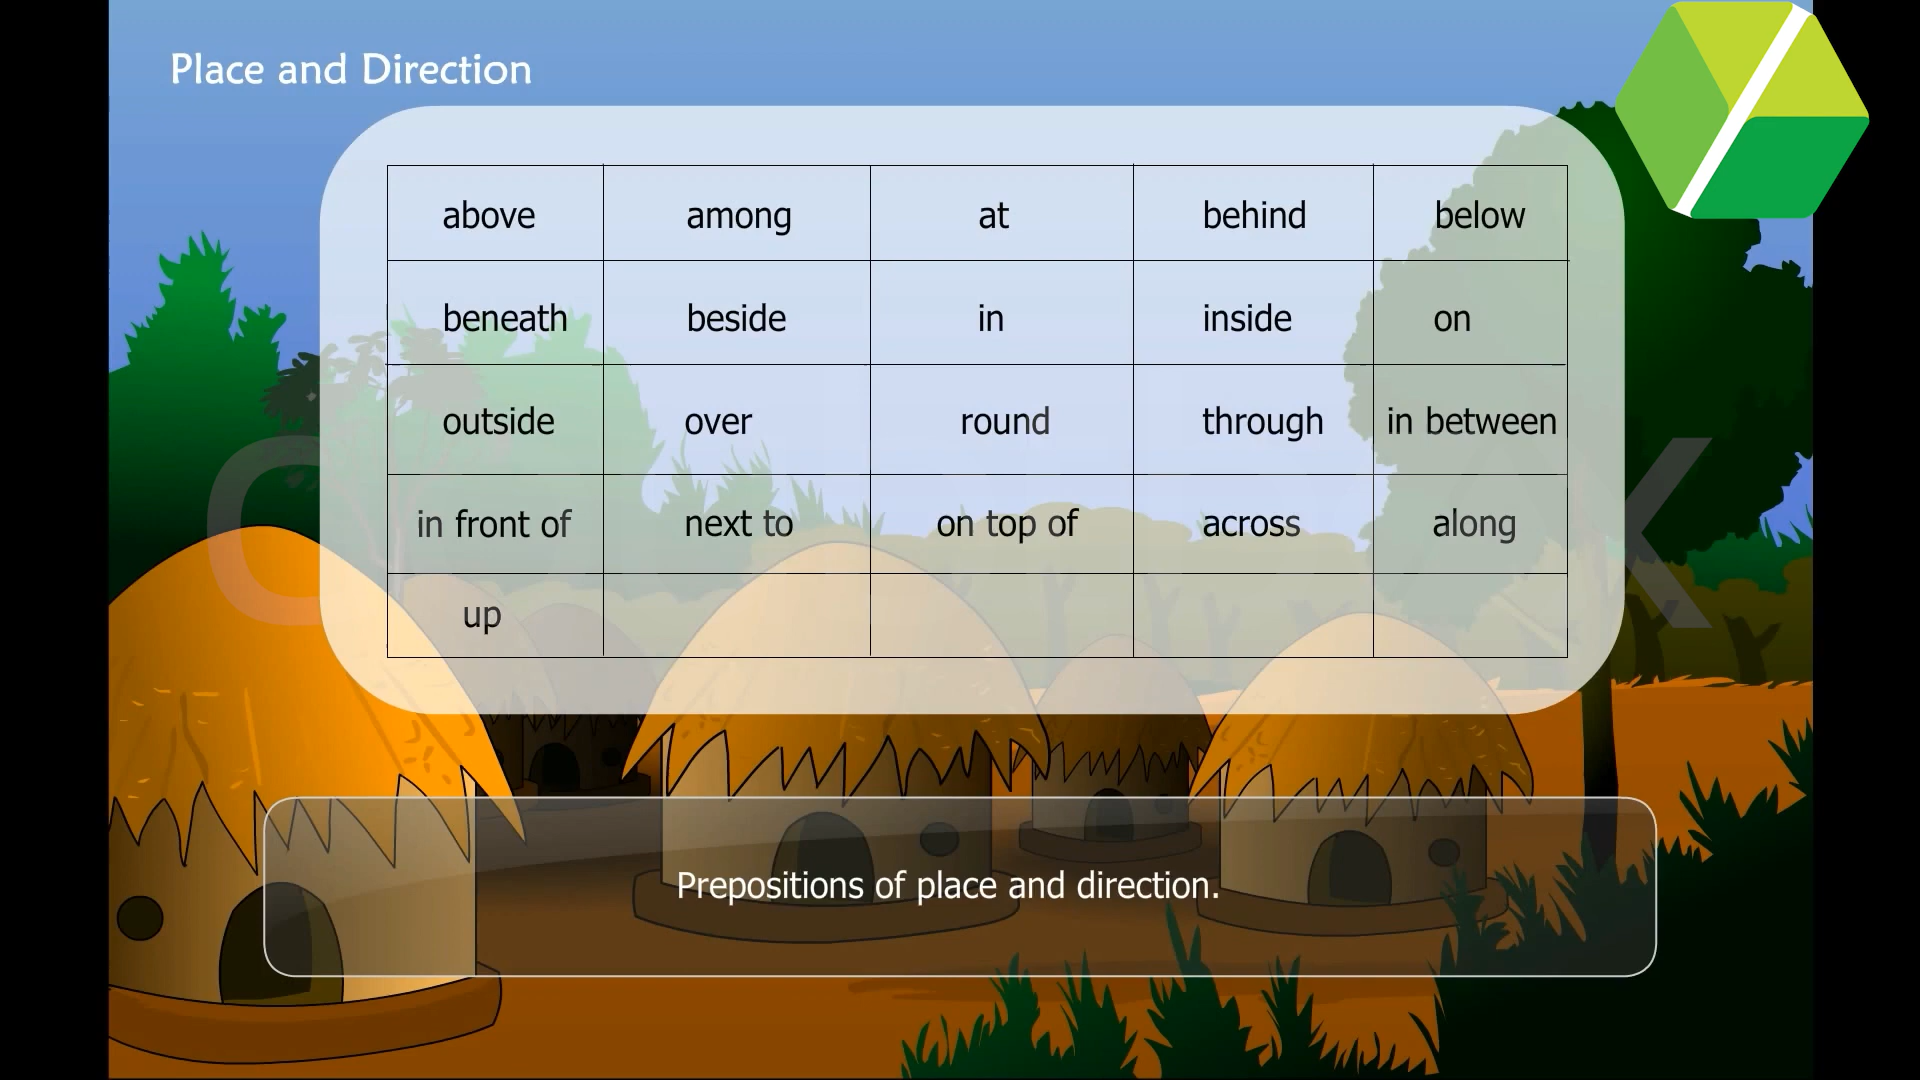 Place and Direction
above among at behind below
beneath beside in inside on
outside over round through in between
in front of next to on top of across along
up
Prepositions of place and direction.